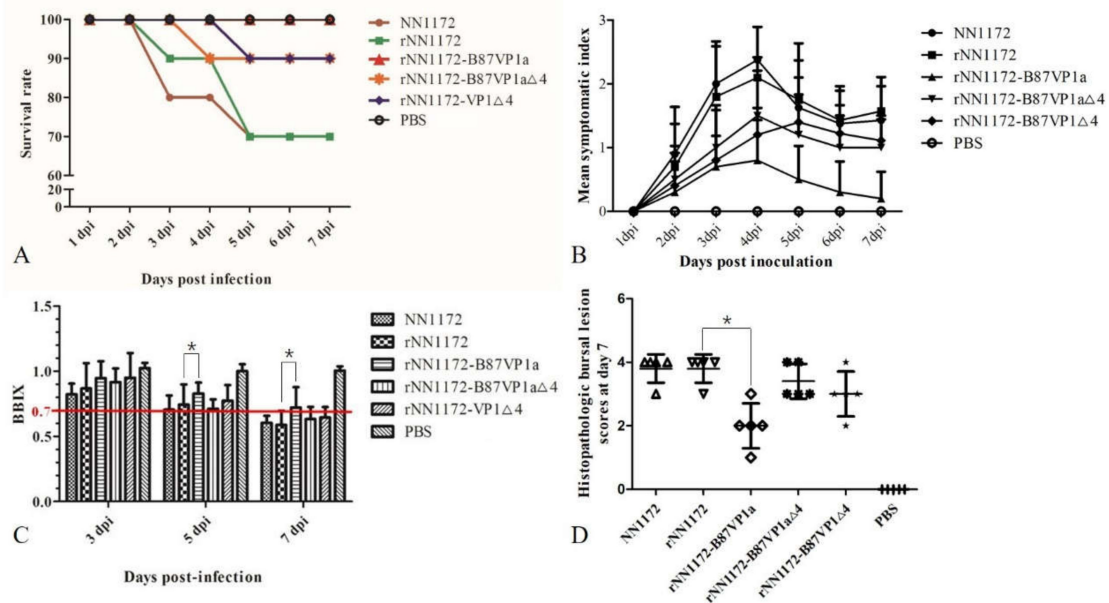 100
90
80
70
60
20
0
Survival rate
1 dpi
2 dpi
3 dpi
4 dpi
5 dpi
6 dpi
7 dpi
Days post infection
A
NN1172
rNN1172
rNN1172-B87VP1a
rNN1172-B87VP1a△4
rNN1172-VP1△4
PBS
3
2
1
0
Mean symptomatic index
1dpi
2dpi
3dpi
4dpi
5dpi
6dpi
7dpi
Days post inoculation
B
NN1172
rNN1172
rNN1172-B87VP1a
rNN1172-B87VP1a△4
rNN1172-B87VP1△4
PBS
1.5
1.0
0.7
0.5
0.0
BBIX
*
*
3 dpi
5 dpi
7 dpi
Days post-infection
C
NN1172
rNN1172
rNN1172-B87VP1a
rNN1172-B87VP1a△4
rNN1172-VP1△4
PBS
6
4
2
0
Histopathologic bursal lesion
scores at day 7
*
NN1172
rNN1172
rNN1172-B87VP1a
rNN1172-B87VP1a△4
rNN1172-B87VP1△4
PBS
D